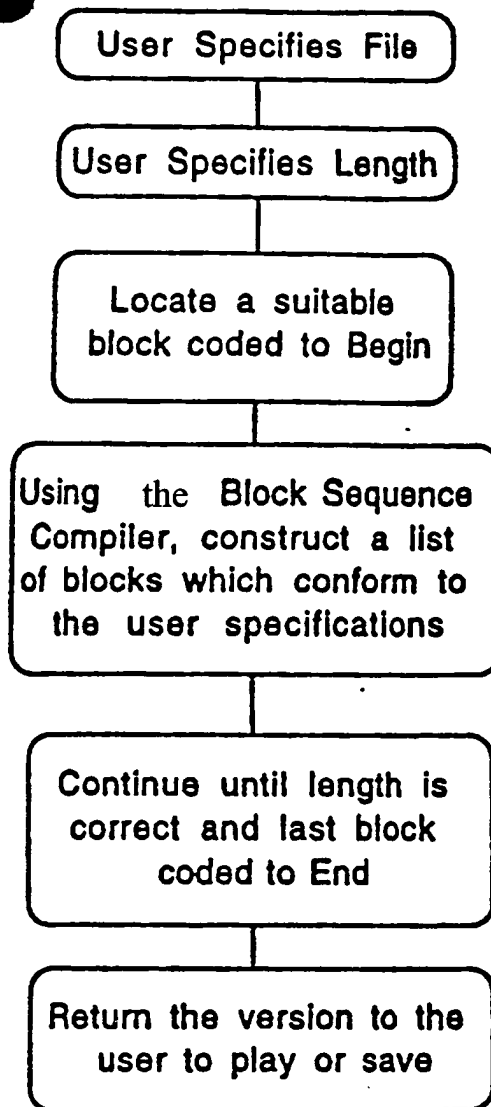 User Specifies File
User Specifies Length
Locate a suitable
block coded to Begin
Using the Block Sequence
Compiler, construct a list
of blocks which conform to
the user specifications
Continue until length is
correct and last block
coded to End
Return the version to the
user to play or save